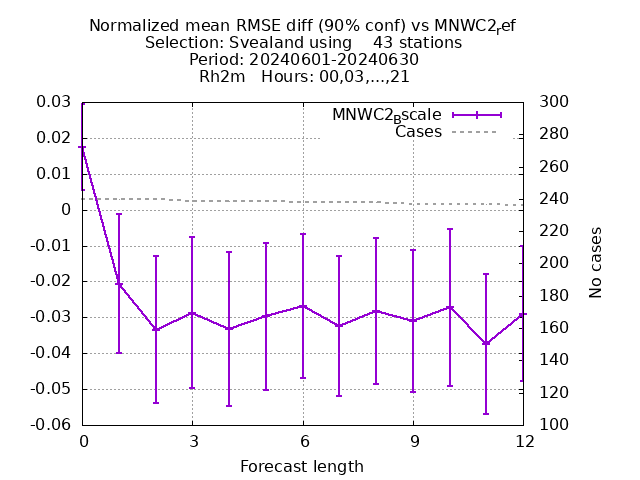 Normalized mean RMSE diff (90% conf) vs MNWC2ref
Selection: Svealand using 43 stations
Period: 20240601-20240630
Rh2m Hours: 00,03,...,21
MNWC2Bscale
Cases
0.03
0.02
0.01
0
-0.01
-0.02
-0.03
-0.04
-0.05
-0.06
300
280
260
240
220
200
180
160
140
120
100
No cases
0 3 6 9 12
Forecast length